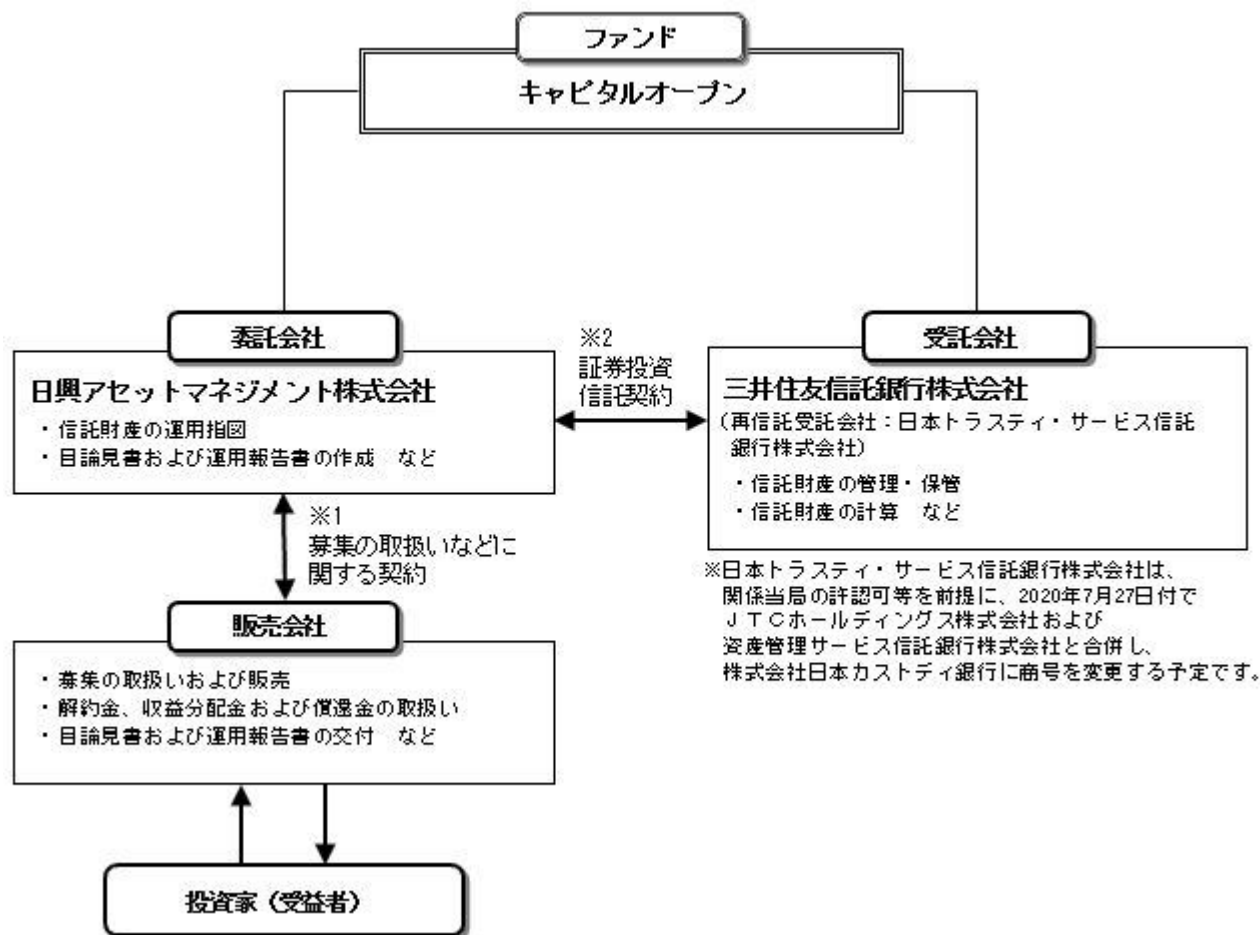 ファンド
キャピタルオープン
委託会社
日興アセットマネジメント株式会社
・信託財産の運用指図
・目論見書および運用報告書の作成　など
※2
証券投資
信託契約
受託会社
三井住友信託銀行株式会社
（再信託受託会社：日本トラスティ・サービス信託
銀行株式会社）
・信託財産の管理・保管
・信託財産の計算　など
※1
募集の取扱いなどに
関する契約
※日本トラスティ・サービス信託銀行株式会社は、
関係当局の許認可等を前提に、2020年7月27日付で
ＪＴＣホールディングス株式会社および
資産管理サービス信託銀行株式会社と合併し、
株式会社日本カストディ銀行に商号を変更する予定です。
販売会社
・募集の取扱いおよび販売
・解約金、収益分配金および償還金の取扱い
・目論見書および運用報告書の交付　など
投資家（受益者）